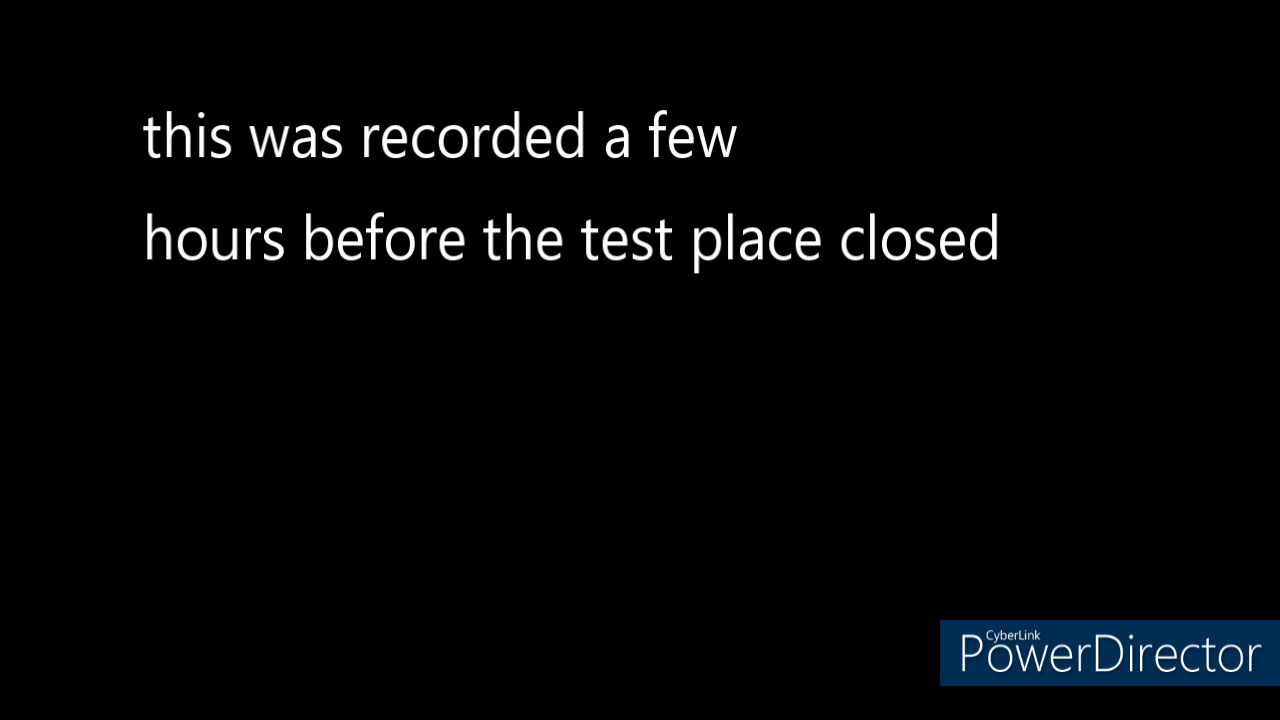 this was recorded a few
hours before the test place closed
CyberLink
PowerDirector